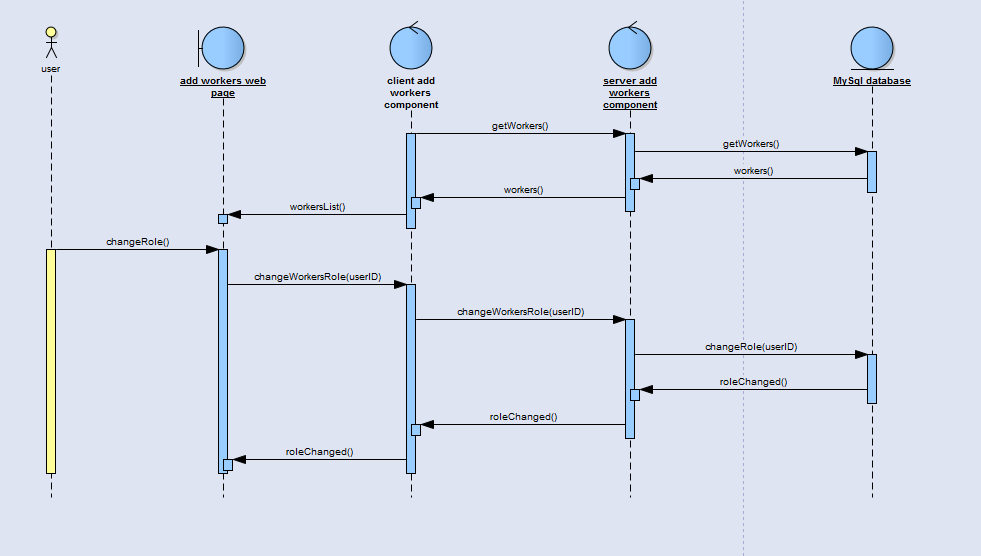 user
add workers web
page
client add
workers
component
server add
workers
component
MySql database
getWorkers()
getWorkers()
workers()
workers()
workersList()
changeRole()
changeWorkersRole(userID)
changeWorkersRole(userID)
changeRole(userID)
roleChanged()
roleChanged()
roleChanged()